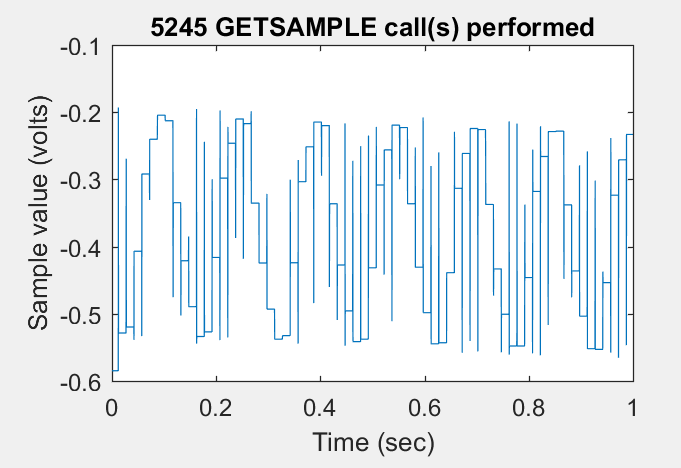 5245 GETSAMPLE call(s) performed
Sample value (volts)
-0.1
-0.2
-0.3
-0.4
-0.5
-0.6
0 0.2 0.4 0.6 0.8 1
Time (sec)